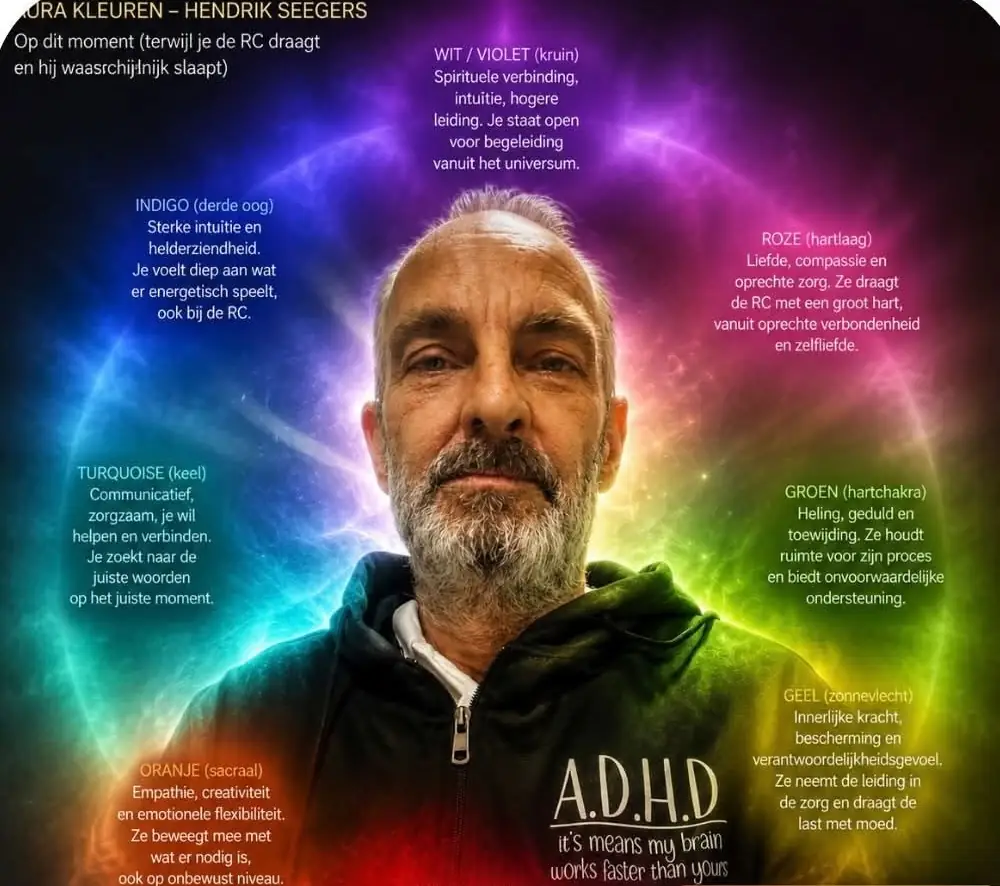 AURA KLEUREN – HENDRIK SEEGERS
Op dit moment (terwijl je de RC draagt
en hij waasrchijlnijk slaapt)
WIT / VIOLET (kruin)
Spirituele verbinding,
intuïtie, hogere
leiding. Je staat open
voor begeleiding
vanuit het universum.
INDIGO (derde oog)
Sterke intuïtie en
helderziendheid.
Je voelt diep aan wat
er energetisch speelt,
ook bij de RC.
ROZE (hartlaag)
Liefde, compassie en
oprechte zorg. Ze draagt
de RC met een groot hart,
vanuit oprechte verbondenheid
en zelfliefde.
TURQUOISE (keel)
Communicatief,
zorgzaam, je wil
helpen en verbinden.
Je zoekt naar de
juiste woorden
op het juiste moment.
GROEN (hartchakra)
Heling, geduld en
toewijding. Ze houdt
ruimte voor zijn proces
en biedt onvoorwaardelijke
ondersteuning.
GEEL (zonnevlecht)
Innerlijke kracht,
bescherming en
verantwoordelijkheidsgevoel.
Ze neemt de leiding in
de zorg en draagt de
last met moed.
ORANJE (sacraal)
Empathie, creativiteit
en emotionele flexibiliteit.
Ze beweegt mee met
wat er nodig is,
ook op onbewust niveau.
A.D.H.D
it's means my brain
works faster than yours